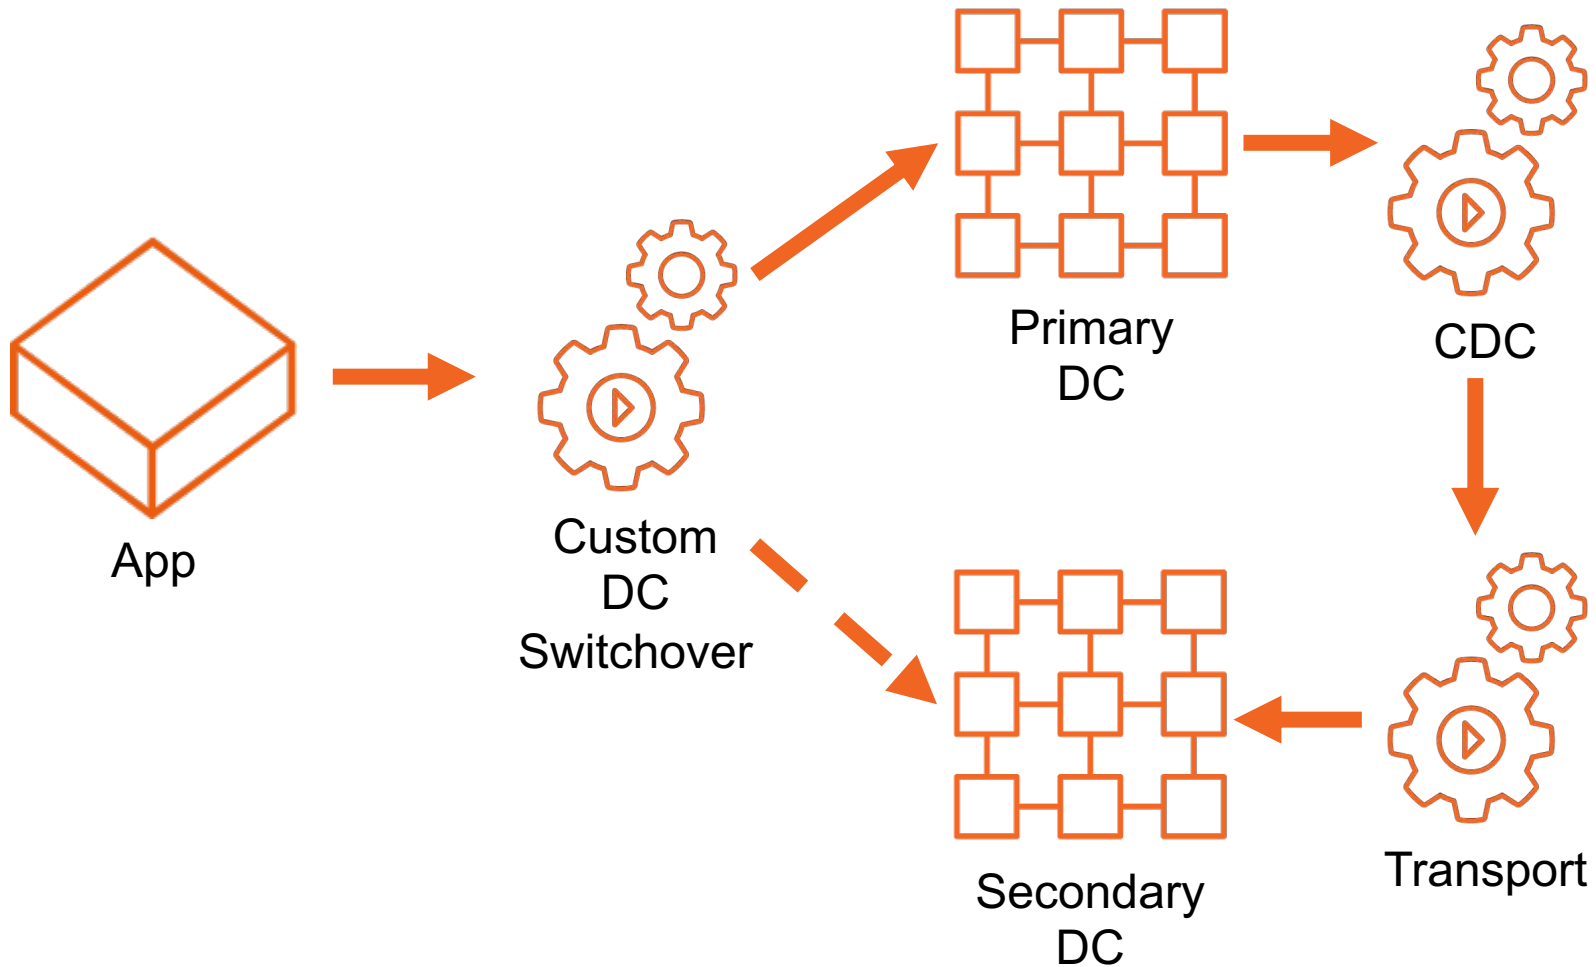 App
Custom
DC
Switchover
Primary
DC
CDC
Secondary
DC
Transport